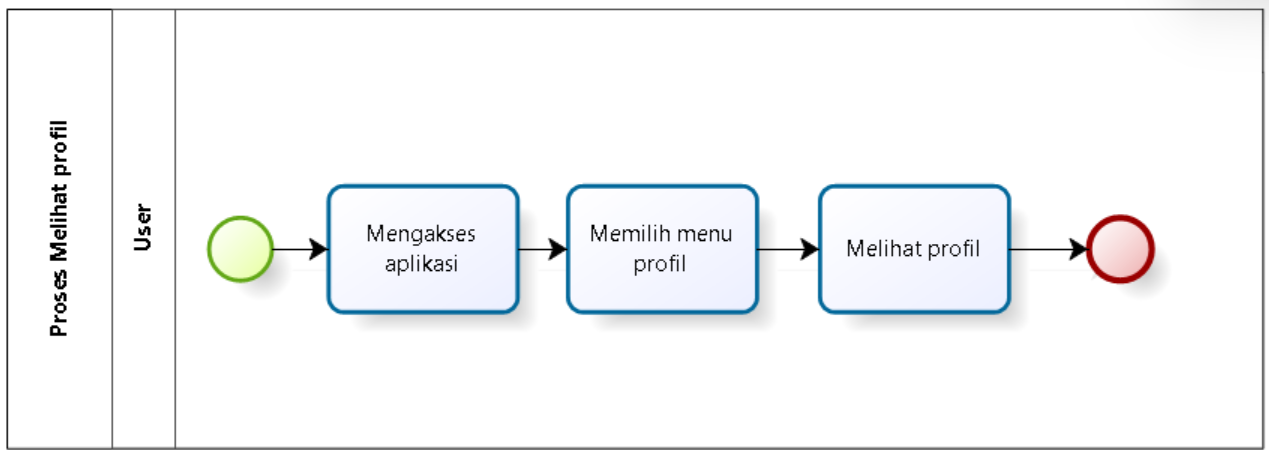 Proses Melihat profil
User
Mengakses
aplikasi
Memilih menu
profil
Melihat profil